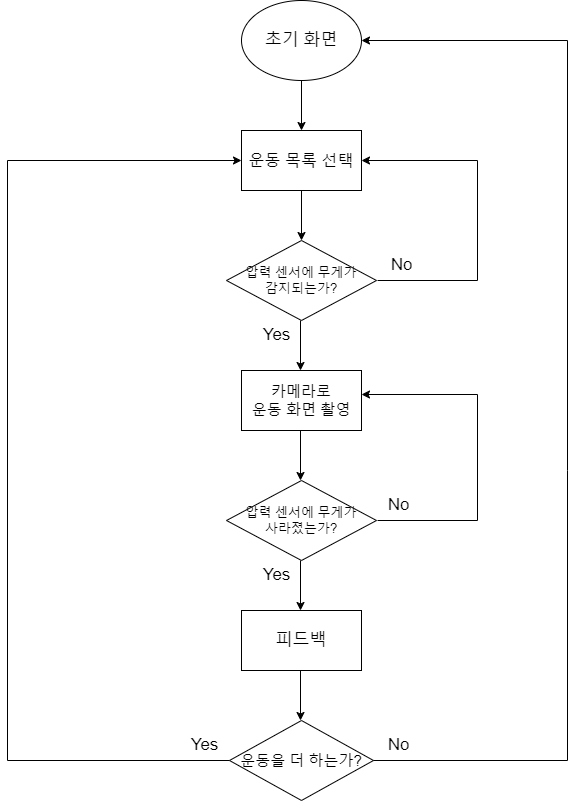 초기 화면
운동 목록 선택
압력 센서에 무게가
감지되는가?
No
Yes
카메라로
운동 화면 촬영
압력 센서에 무게가
사라졌는가?
No
Yes
피드백
Yes
운동을 더 하는가?
No